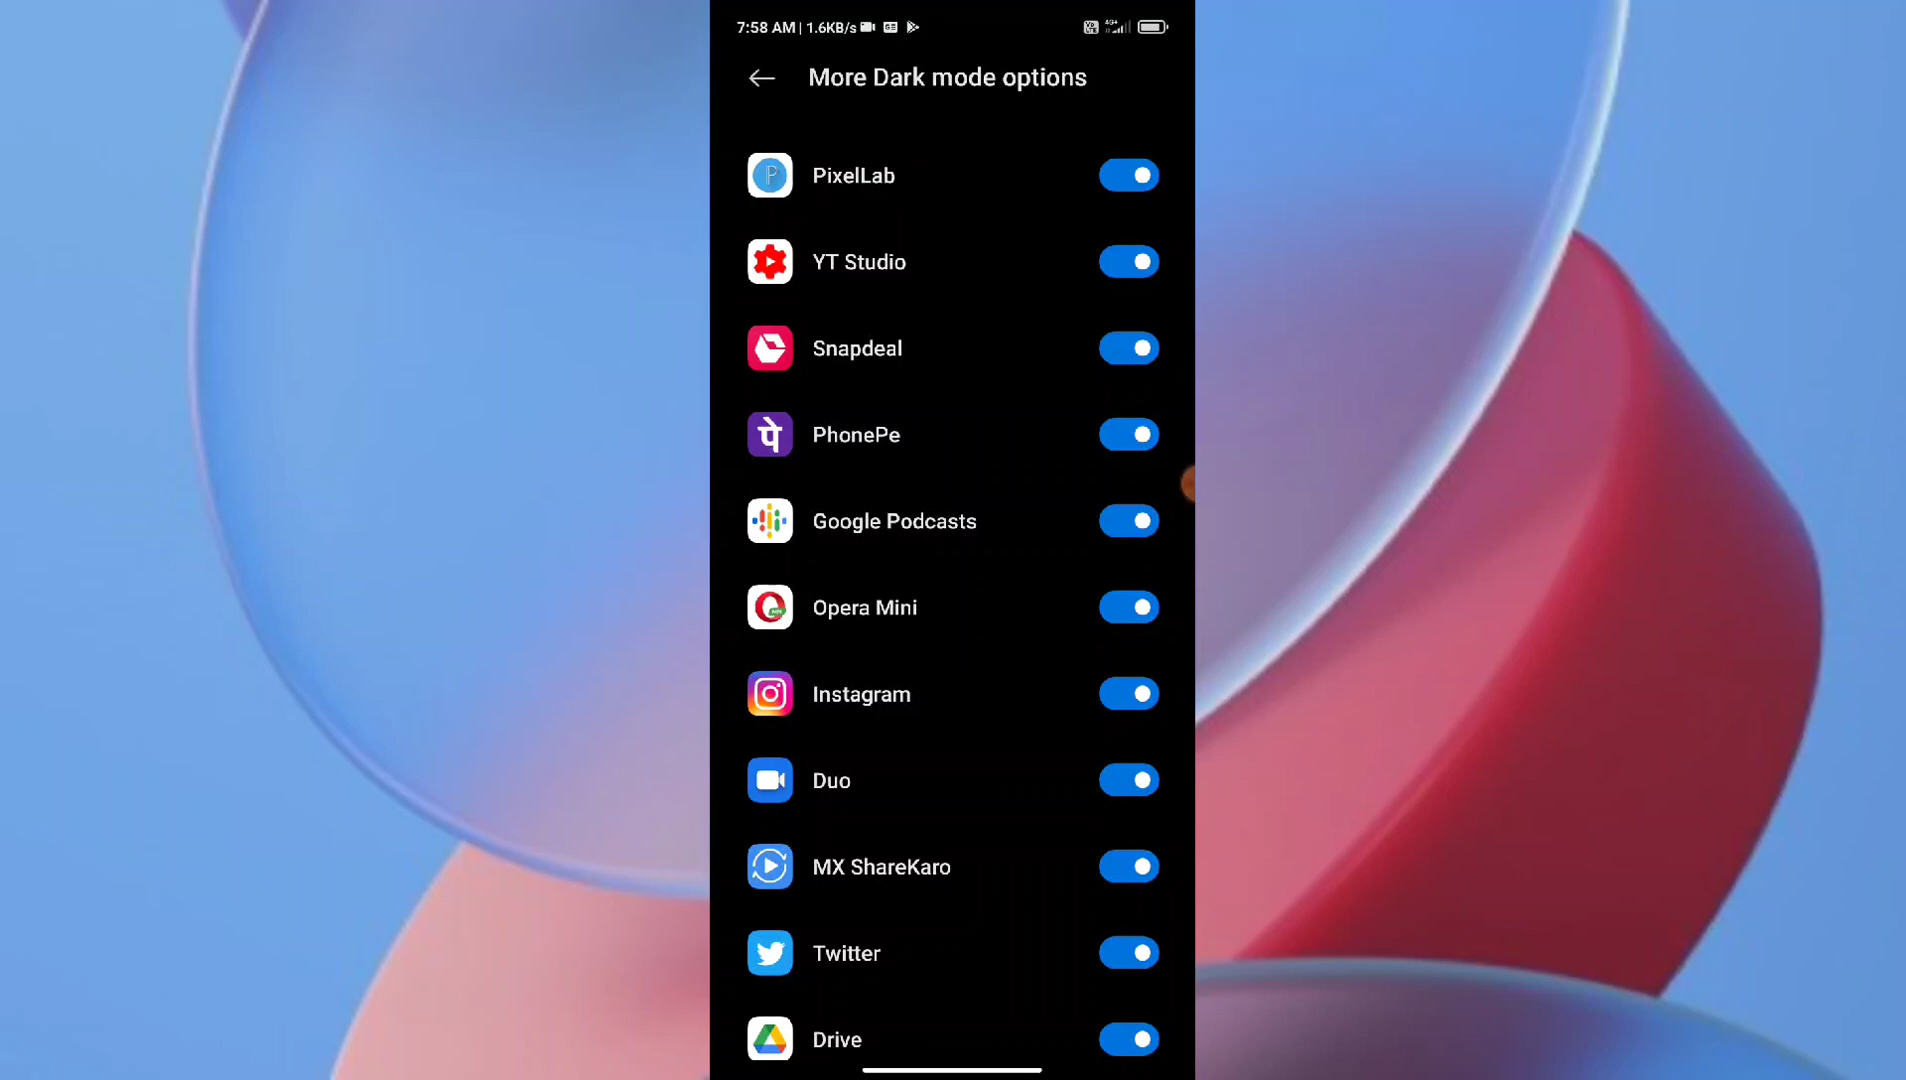 7:58 AM | 1.6KB/s
More Dark mode options
PixelLab
YT Studio
Snapdeal
पे
PhonePe
Google Podcasts
Opera Mini
Instagram
Duo
MX ShareKaro
Twitter
Drive